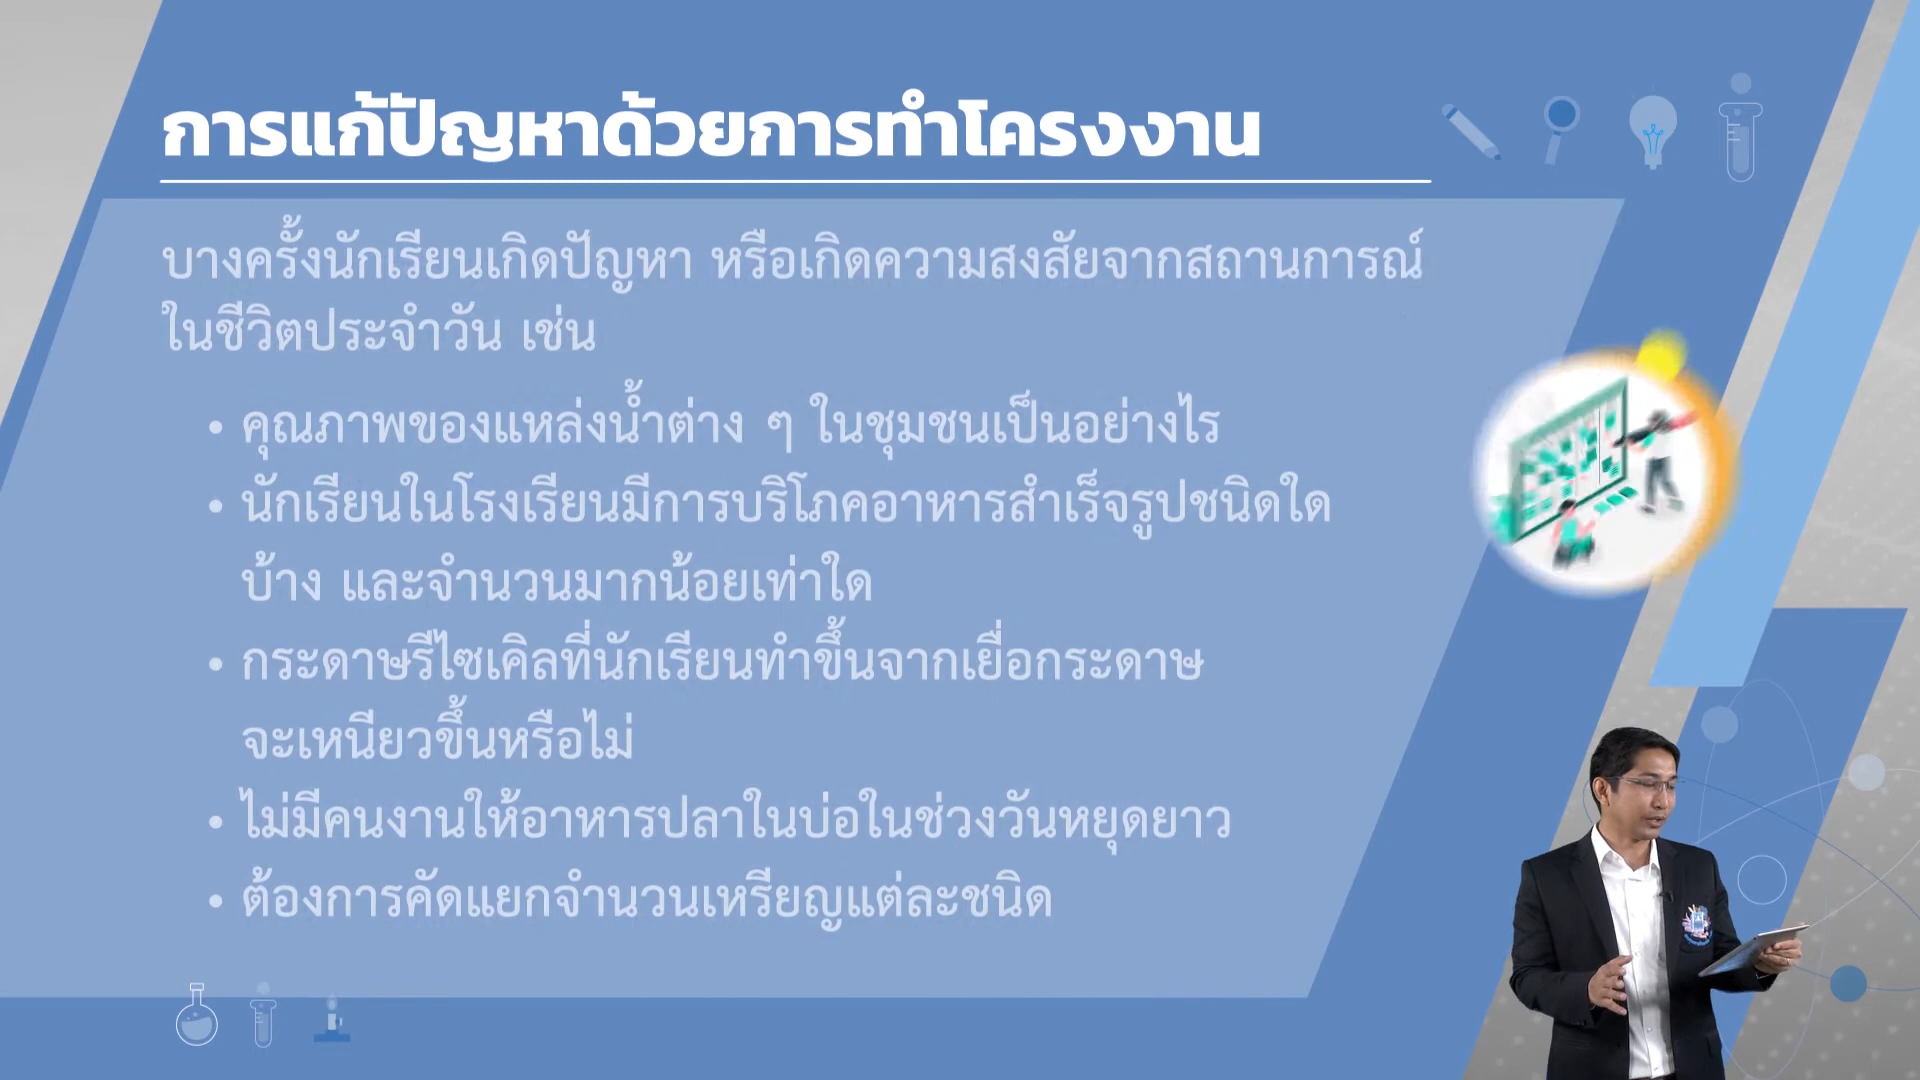 การแก้ปัญหาด้วยการทำโครงงาน
บางครั้งนักเรียนเกิดปัญหา หรือเกิดความสงสัยจากสถานการณ์
ในชีวิตประจำวัน เช่น
• คุณภาพของแหล่งน้ำต่าง ๆ ในชุมชนเป็นอย่างไร
• นักเรียนในโรงเรียนมีการบริโภคอาหารสำเร็จรูปชนิดใด
บ้าง และจำนวนมากน้อยเท่าใด
• กระดาษรีไซเคิลที่นักเรียนทำขึ้นจากเยื่อกระดาษ
จะเหนียวขึ้นหรือไม่
• ไม่มีคนงานให้อาหารปลาในบ่อในช่วงวันหยุดยาว
• ต้องการคัดแยกจำนวนเหรียญแต่ละชนิด